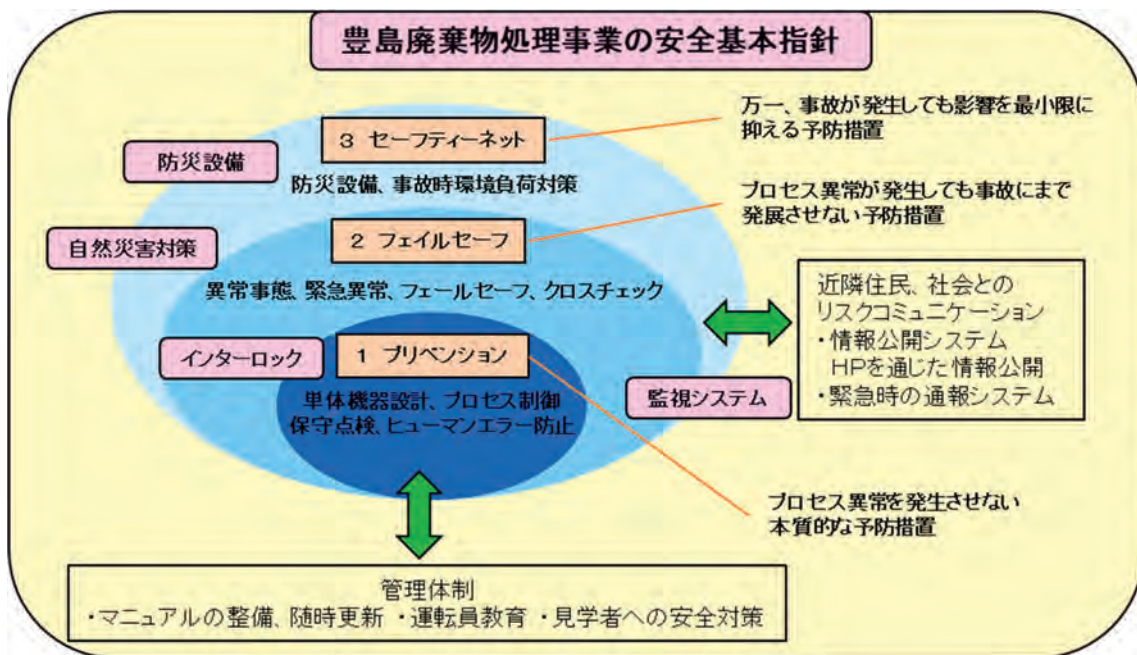 豊島廃棄物処理事業の安全基本指針
万一、事故が発生しても影響を最小限に
抑える予防措置
3 セーフティーネット
防災設備
防災設備、事故時環境負荷対策
プロセス異常が発生しても事故にまで
発展させない予防措置
自然災害対策
2 フェイルセーフ
異常事態、緊急異常、フェールセーフ、クロスチェック
近隣住民、社会との
リスクコミュニケーション
・情報公開システム
HPを通じた情報公開
・緊急時の通報システム
インターロック
1 プリベンション
監視システム
単体機器設計、プロセス制御
保守点検、ヒューマンエラー防止
プロセス異常を発生させない
本質的な予防措置
管理体制
・マニュアルの整備、随時更新 ・運転員教育 ・見学者への安全対策